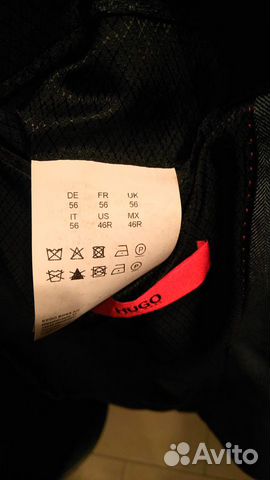 DE FR UK
56 56 56
IT US MX
56 46R 46R
HUGO
Avito